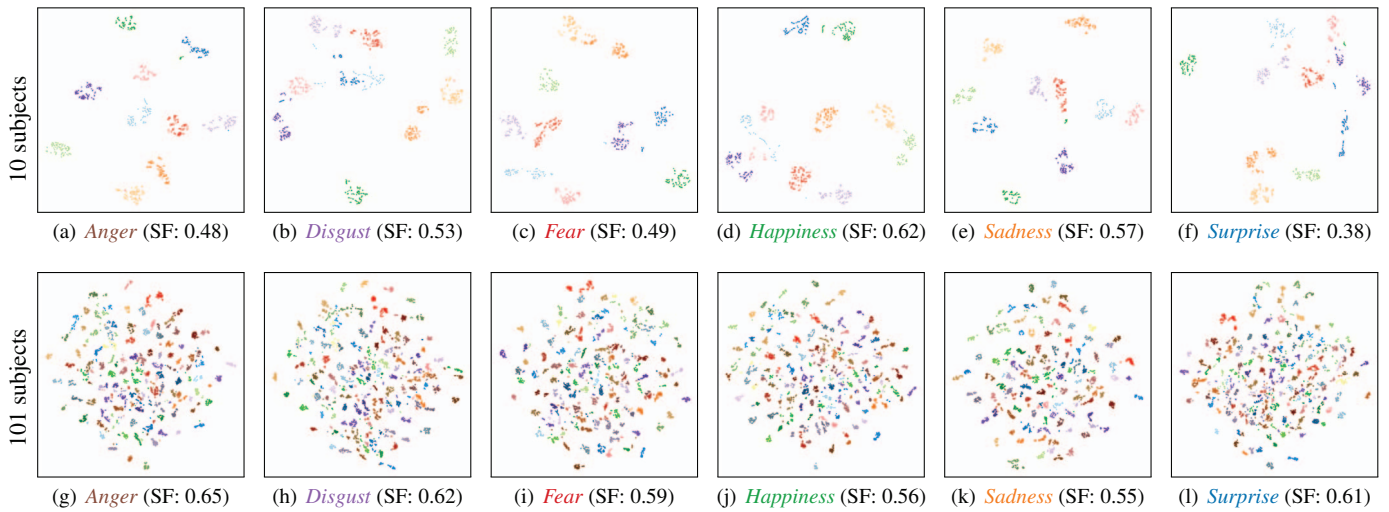 10 subjects
(a) Anger (SF: 0.48)
(b) Disgust (SF: 0.53)
(c) Fear (SF: 0.49)
(d) Happiness (SF: 0.62)
(e) Sadness (SF: 0.57)
(f) Surprise (SF: 0.38)
101 subjects
(g) Anger (SF: 0.65)
(h) Disgust (SF: 0.62)
(i) Fear (SF: 0.59)
(j) Happiness (SF: 0.56)
(k) Sadness (SF: 0.55)
(l) Surprise (SF: 0.61)